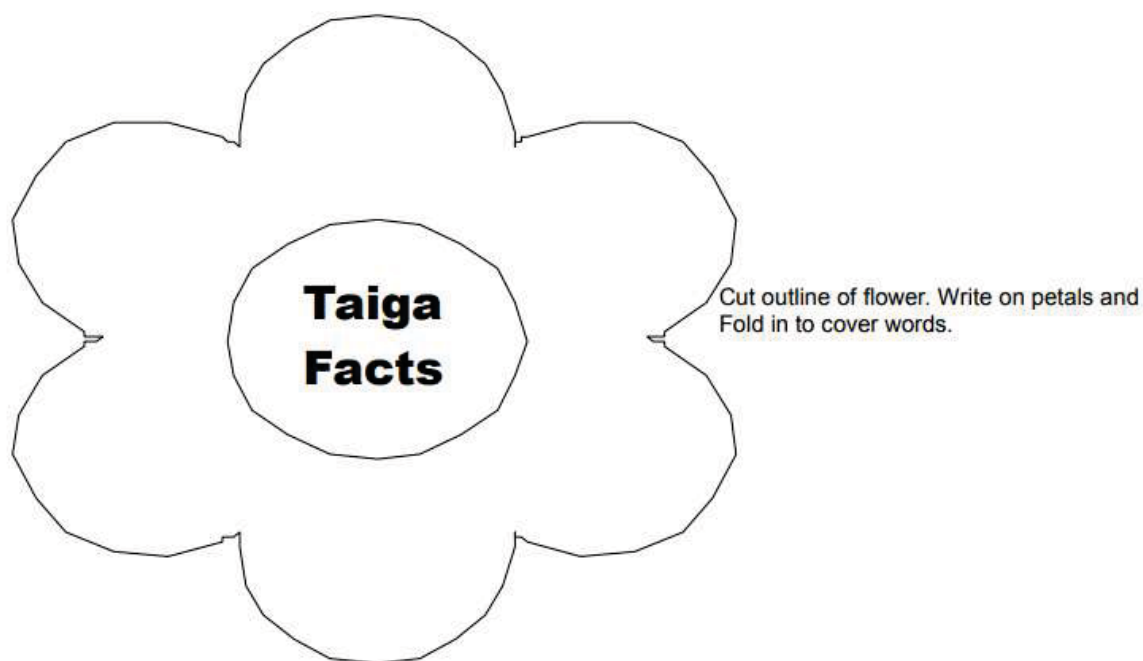 Taiga
Facts
Cut outline of flower. Write on petals and
Fold in to cover words.